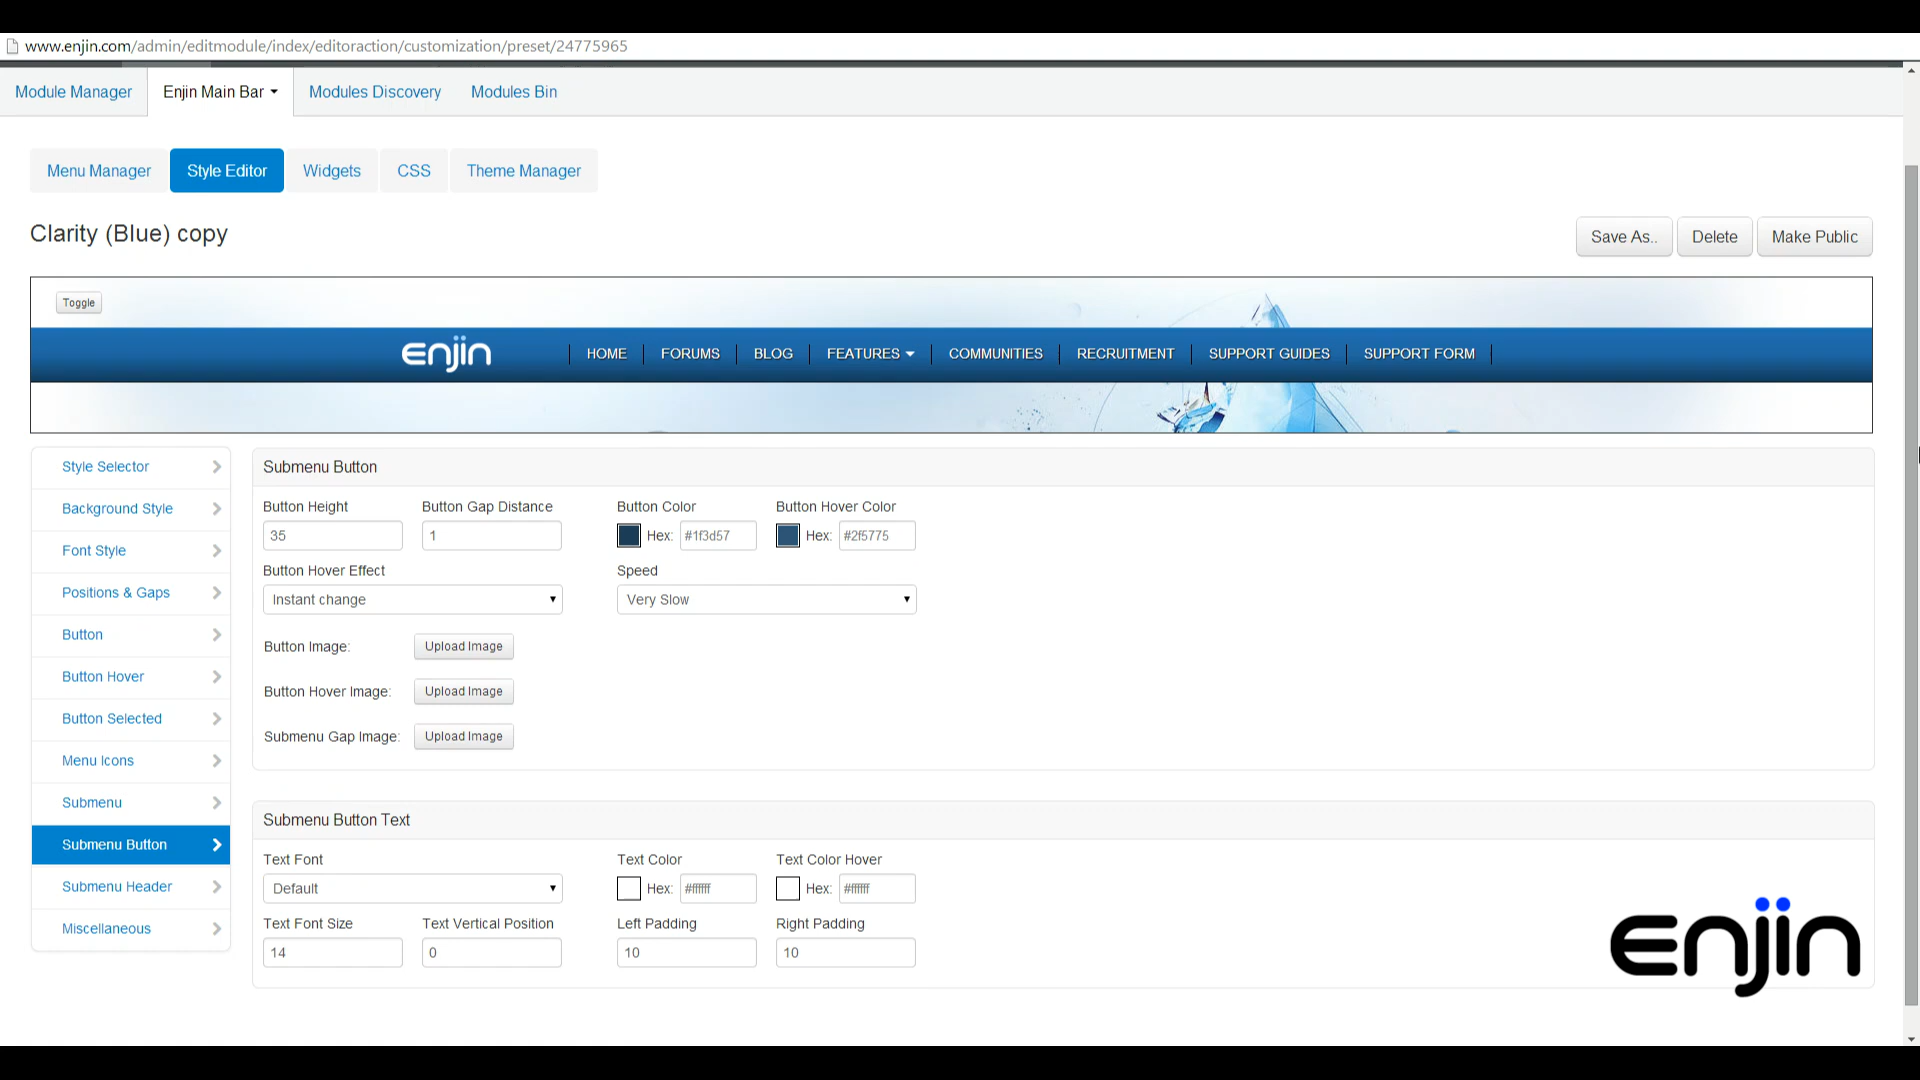 www.enjin.com/admin/editmodule/index/editoraction/customization/preset/24775965
Module Manager Enjin Main Bar Modules Discovery Modules Bin
Menu Manager Style Editor Widgets CSS Theme Manager
Clarity (Blue) copy
Save As.. Delete Make Public
Toggle
enjin HOME FORUMS BLOG FEATURES COMMUNITIES RECRUITMENT SUPPORT GUIDES SUPPORT FORM
Style Selector
Background Style
Font Style
Positions & Gaps
Button
Button Hover
Button Selected
Menu Icons
Submenu
Submenu Button
Submenu Header
Miscellaneous
Submenu Button
Button Height Button Gap Distance Button Color Button Hover Color
35 1 Hex: #1f3d57 Hex: #2f5775
Button Hover Effect Speed
Instant change Very Slow
Button Image: Upload Image
Button Hover Image: Upload Image
Submenu Gap Image: Upload Image
Submenu Button Text
Text Font Text Color Text Color Hover
Default Hex: #ffffff Hex: #ffffff
Text Font Size Text Vertical Position Left Padding Right Padding
14 0 10 10
enjin